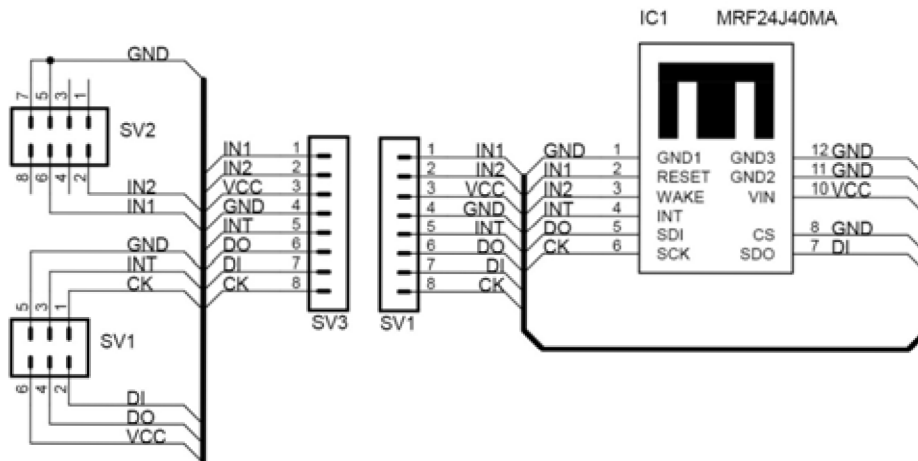 IC1 MRF24J40MA
GND
7 5 3 1
SV2
8 6 4 2
IN2
IN1
GND
INT
CK
5 3 1
SV1
6 4 2
DI
DO
VCC
IN1 1
IN2 2
VCC 3
GND 4
INT 5
DO 6
DI 7
CK 8
SV3
1 IN1
2 IN2
3 VCC
4 GND
5 INT
6 DO
7 DI
8 CK
SV1
GND 1 GND1 GND3 12 GND
IN1 2 RESET GND2 11 GND
IN2 3 WAKE VIN 10 VCC
INT 4 INT
DO 5 SDI CS 8 GND
CK 6 SCK SDO 7 DI